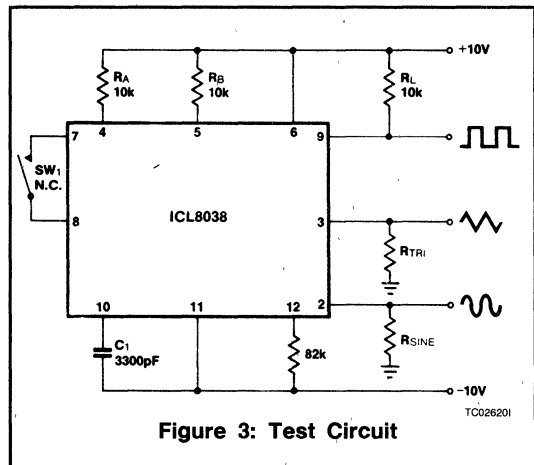 +10V
RA
10k
RB
10k
RL
10k
4
5
6
9
7
SW1
N.C.
8
ICL8038
3
RTRI
2
RSINE
10
11
12
C1
3300pF
82k
−10V
TC02620I
Figure 3: Test Circuit